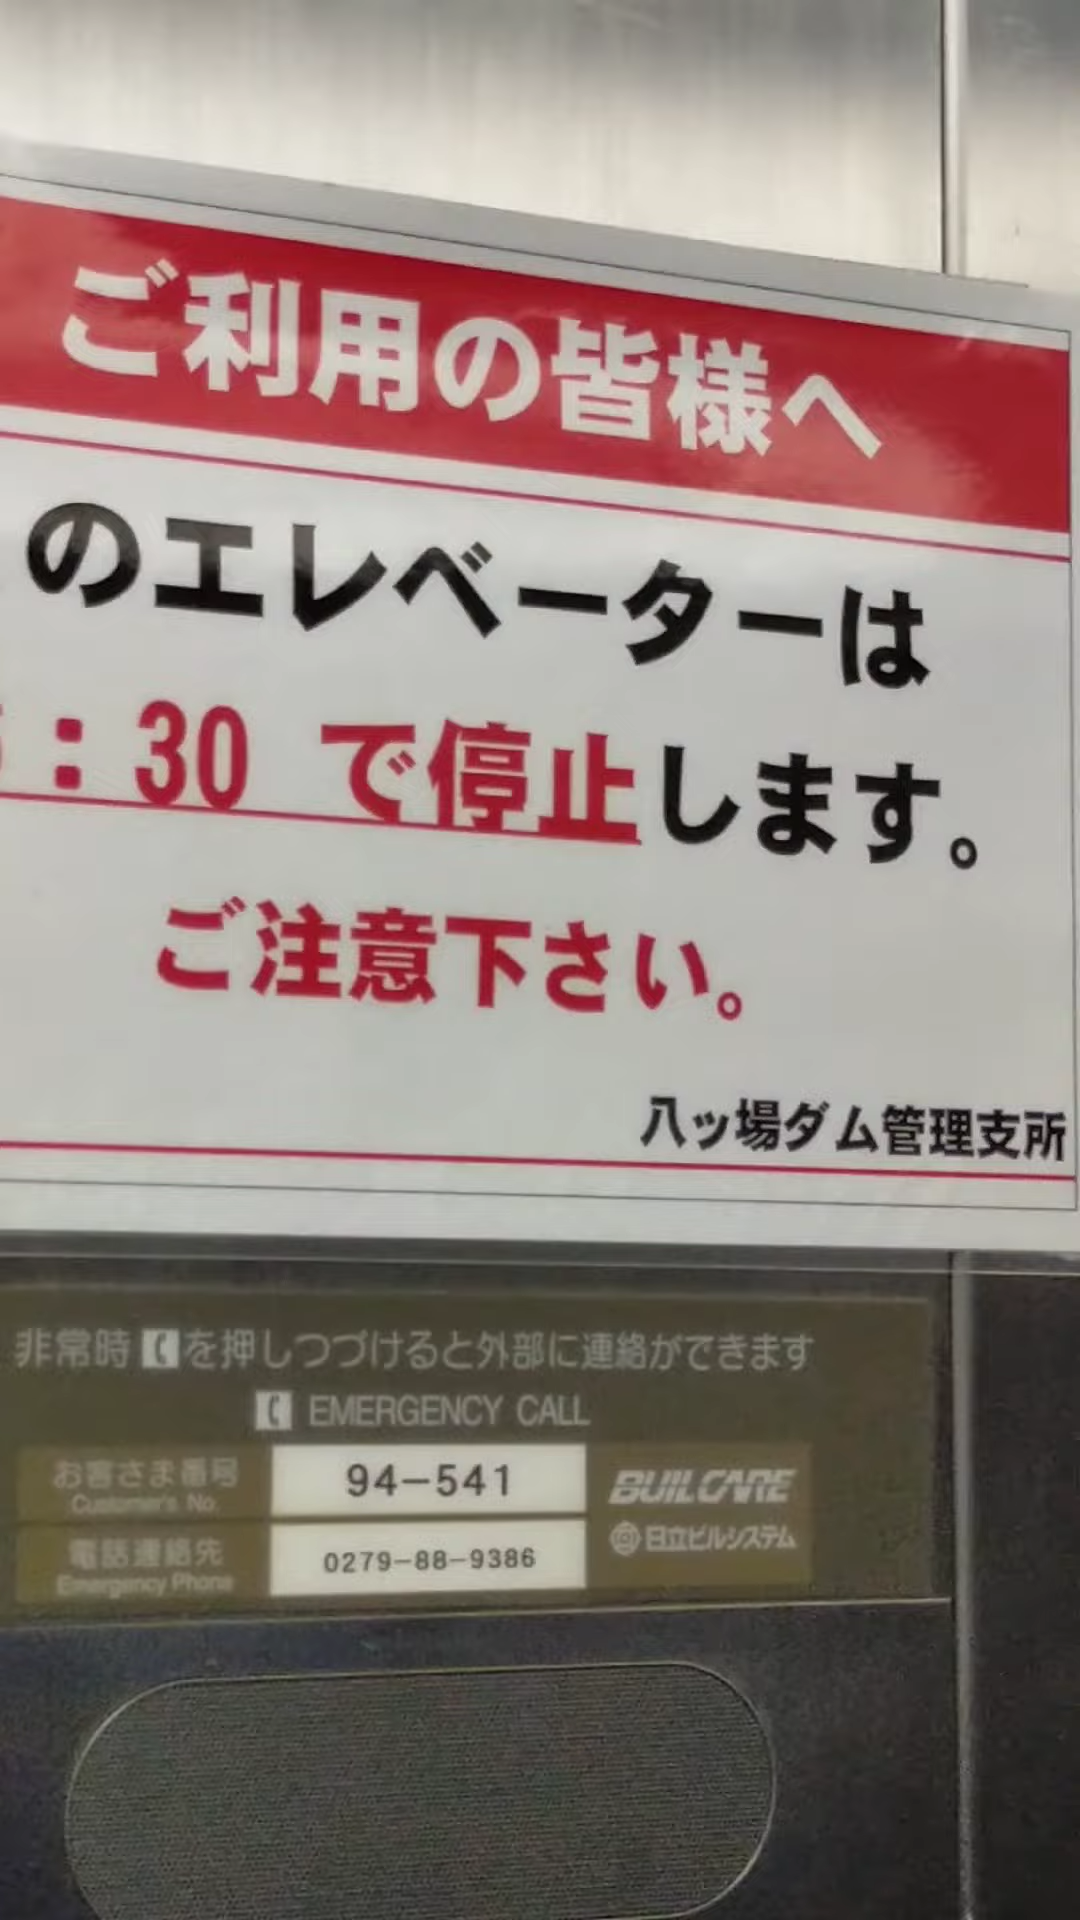 ご利用の皆様へ
のエレベーターは
:30 で停止します。
ご注意下さい。
八ッ場ダム管理支所
非常時を押しつづけると外部に連絡ができます
EMERGENCY CALL
お客さま番号
Customer's No.
94-541
電話連絡先
Emergency Phone
0279-88-9386
BUILCARE
日立ビルシステム